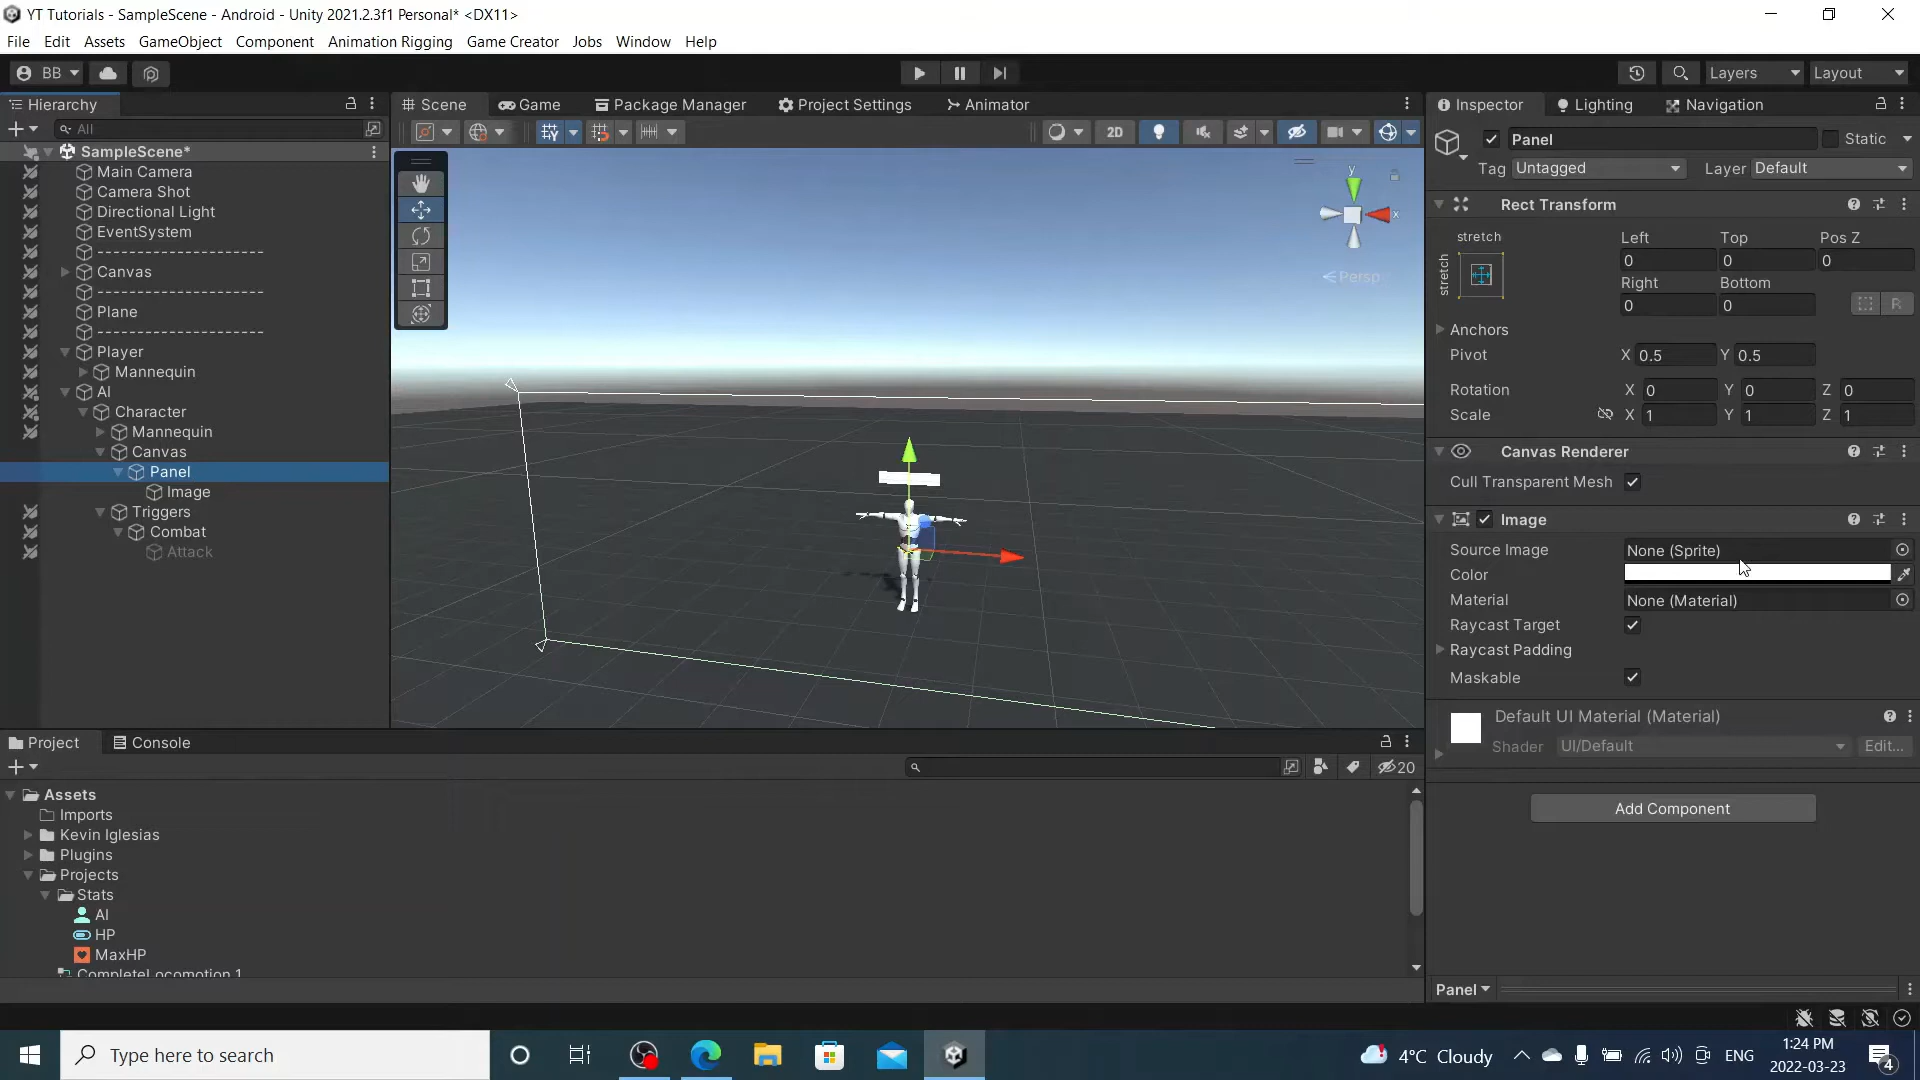 YT Tutorials - SampleScene - Android - Unity 2021.2.3f1 Personal* <DX11>
File Edit Assets GameObject Component Animation Rigging Game Creator Jobs Window Help
BB Layers Layout
Hierarchy
All
SampleScene*
Main Camera
Camera Shot
Directional Light
EventSystem
--------------------
Canvas
--------------------
Plane
--------------------
Player
Mannequin
AI
Character
Mannequin
Canvas
Panel
Image
Triggers
Combat
Attack
Scene Game Package Manager Project Settings Animator
2D
y
x
Persp
Inspector Lighting Navigation
Panel Static
Tag Untagged Layer Default
Rect Transform
stretch Left Top Pos Z
stretch 0 0 0
Right Bottom
0 0 R
Anchors
Pivot X 0.5 Y 0.5
Rotation X 0 Y 0 Z 0
Scale X 1 Y 1 Z 1
Canvas Renderer
Cull Transparent Mesh
Image
Source Image None (Sprite)
Color
Material None (Material)
Raycast Target
Raycast Padding
Maskable
Default UI Material (Material)
Shader UI/Default Edit...
Add Component
Panel
Project Console
20
Assets
Imports
Kevin Iglesias
Plugins
Projects
Stats
AI
HP
MaxHP
CompleteLocomotion 1
Type here to search
4°C Cloudy
ENG
1:24 PM
2022-03-23
4